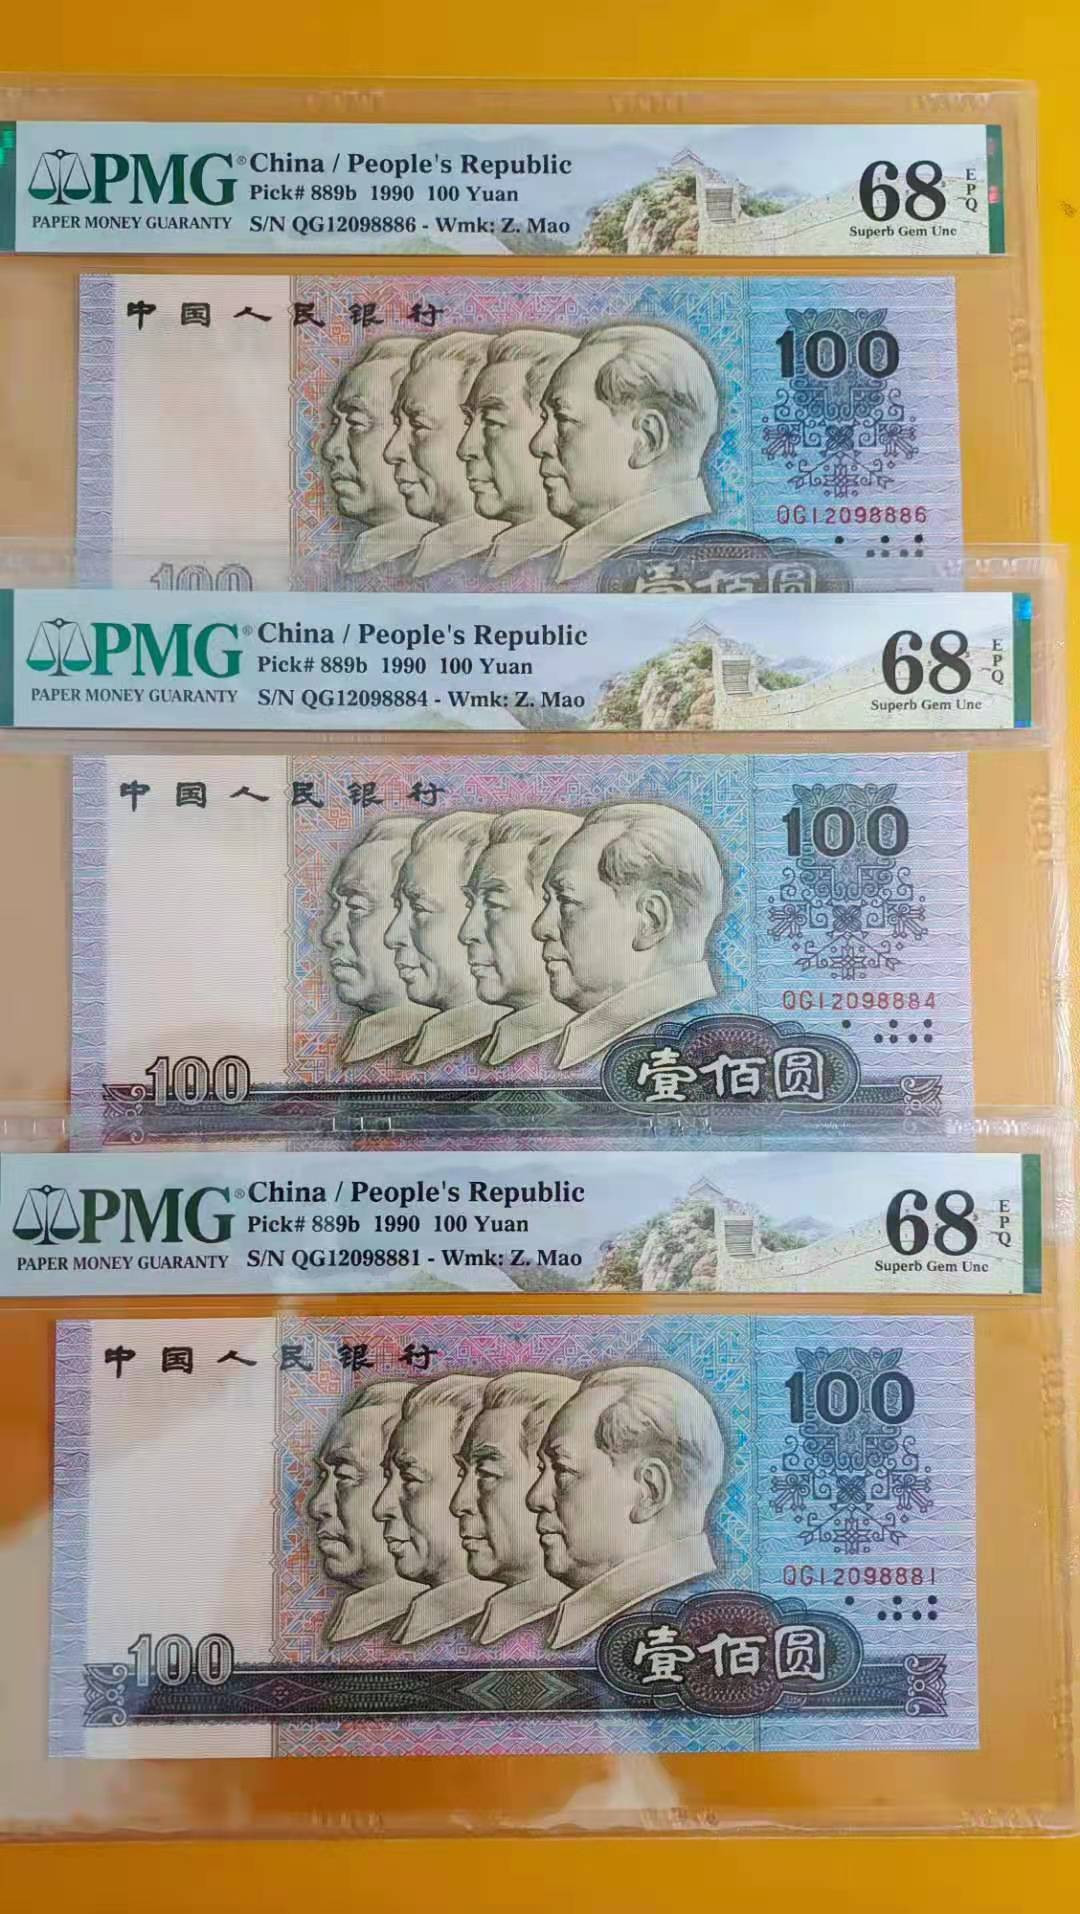 PMG® China / People's Republic
Pick# 889b 1990 100 Yuan
PAPER MONEY GUARANTY S/N QG12098886 - Wmk: Z. Mao
68 EPQ
Superb Gem Unc
中国人民银行
100
QG12098886
100 壹佰圆
PMG® China / People's Republic
Pick# 889b 1990 100 Yuan
PAPER MONEY GUARANTY S/N QG12098884 - Wmk: Z. Mao
68 EPQ
Superb Gem Unc
中国人民银行
100
QG12098884
100 壹佰圆
PMG® China / People's Republic
Pick# 889b 1990 100 Yuan
PAPER MONEY GUARANTY S/N QG12098881 - Wmk: Z. Mao
68 EPQ
Superb Gem Unc
中国人民银行
100
QG12098881
100 壹佰圆